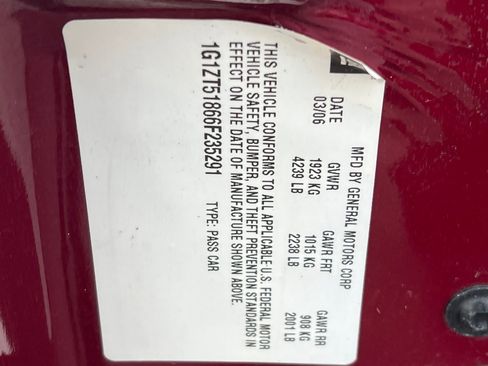 MFD BY GENERAL MOTORS CORP
DATE GVWR GAWR FRT GAWR RR
03/06 1923 KG 1015 KG 908 KG
4239 LB 2238 LB 2001 LB
THIS VEHICLE CONFORMS TO ALL APPLICABLE U.S. FEDERAL MOTOR
VEHICLE SAFETY, BUMPER, AND THEFT PREVENTION STANDARDS IN
EFFECT ON THE DATE OF MANUFACTURE SHOWN ABOVE.
1G1ZT51866F235291 TYPE: PASS CAR